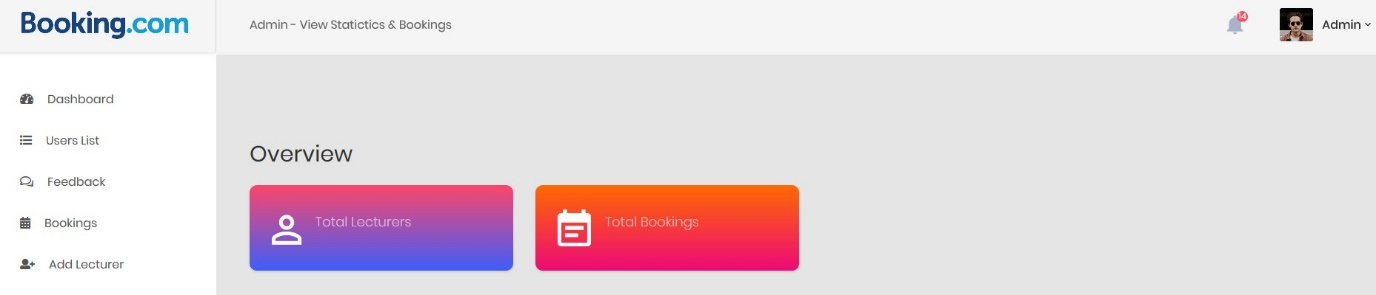 Booking.com
Admin - View Statictics & Bookings
14
Admin
Dashboard
Users List
Feedback
Bookings
Add Lecturer
Overview
Total Lecturers
Total Bookings